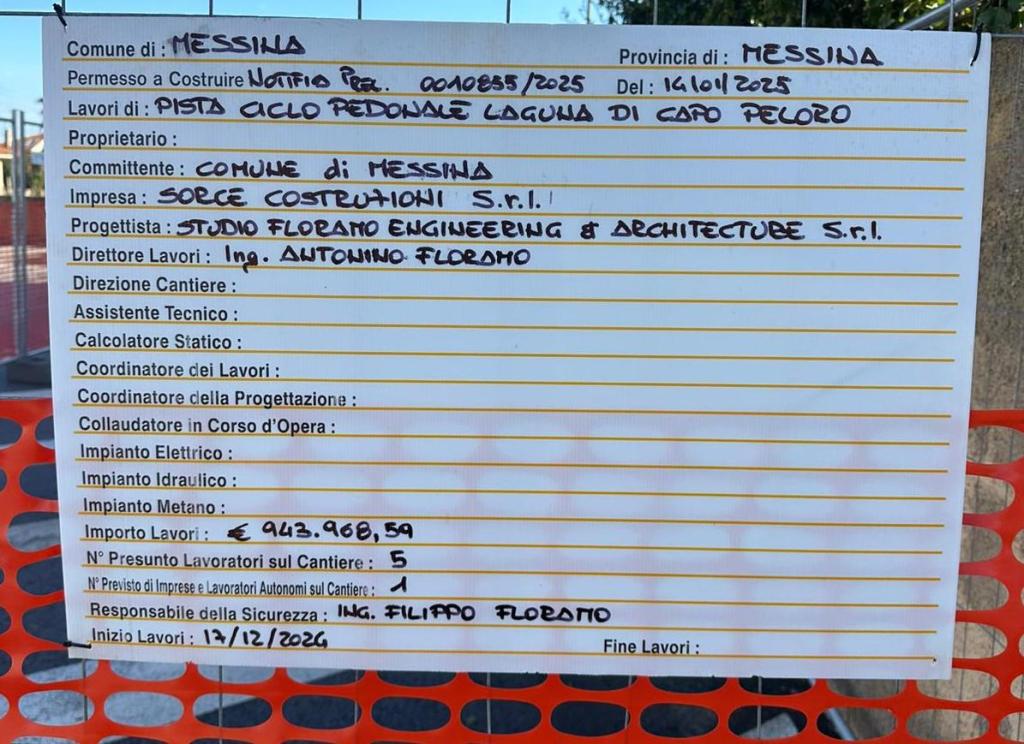 Comune di : MESSINA Provincia di : MESSINA
Permesso a Costruire NOTIFIA PREL. 0010855/2025 Del : 14/01/2025
Lavori di : PISTA CICLO PEDONALE LAGUNA DI CAPO PELORO
Proprietario :
Committente : COMUNE di MESSINA
Impresa : SORCE COSTRUZIONI S.r.l.
Progettista : STUDIO FLORAMO ENGINEERING & ARCHITECTURE S.r.l.
Direttore Lavori : Ing. ANTONINO FLORAMO
Direzione Cantiere :
Assistente Tecnico :
Calcolatore Statico :
Coordinatore dei Lavori :
Coordinatore della Progettazione :
Collaudatore in Corso d'Opera :
Impianto Elettrico :
Impianto Idraulico :
Impianto Metano :
Importo Lavori : € 943.968,59
N° Presunto Lavoratori sul Cantiere : 5
N° Previsto di Imprese e Lavoratori Autonomi sul Cantiere : 1
Responsabile della Sicurezza : ING. FILIPPO FLORAMO
Inizio Lavori : 17/12/2024 Fine Lavori :